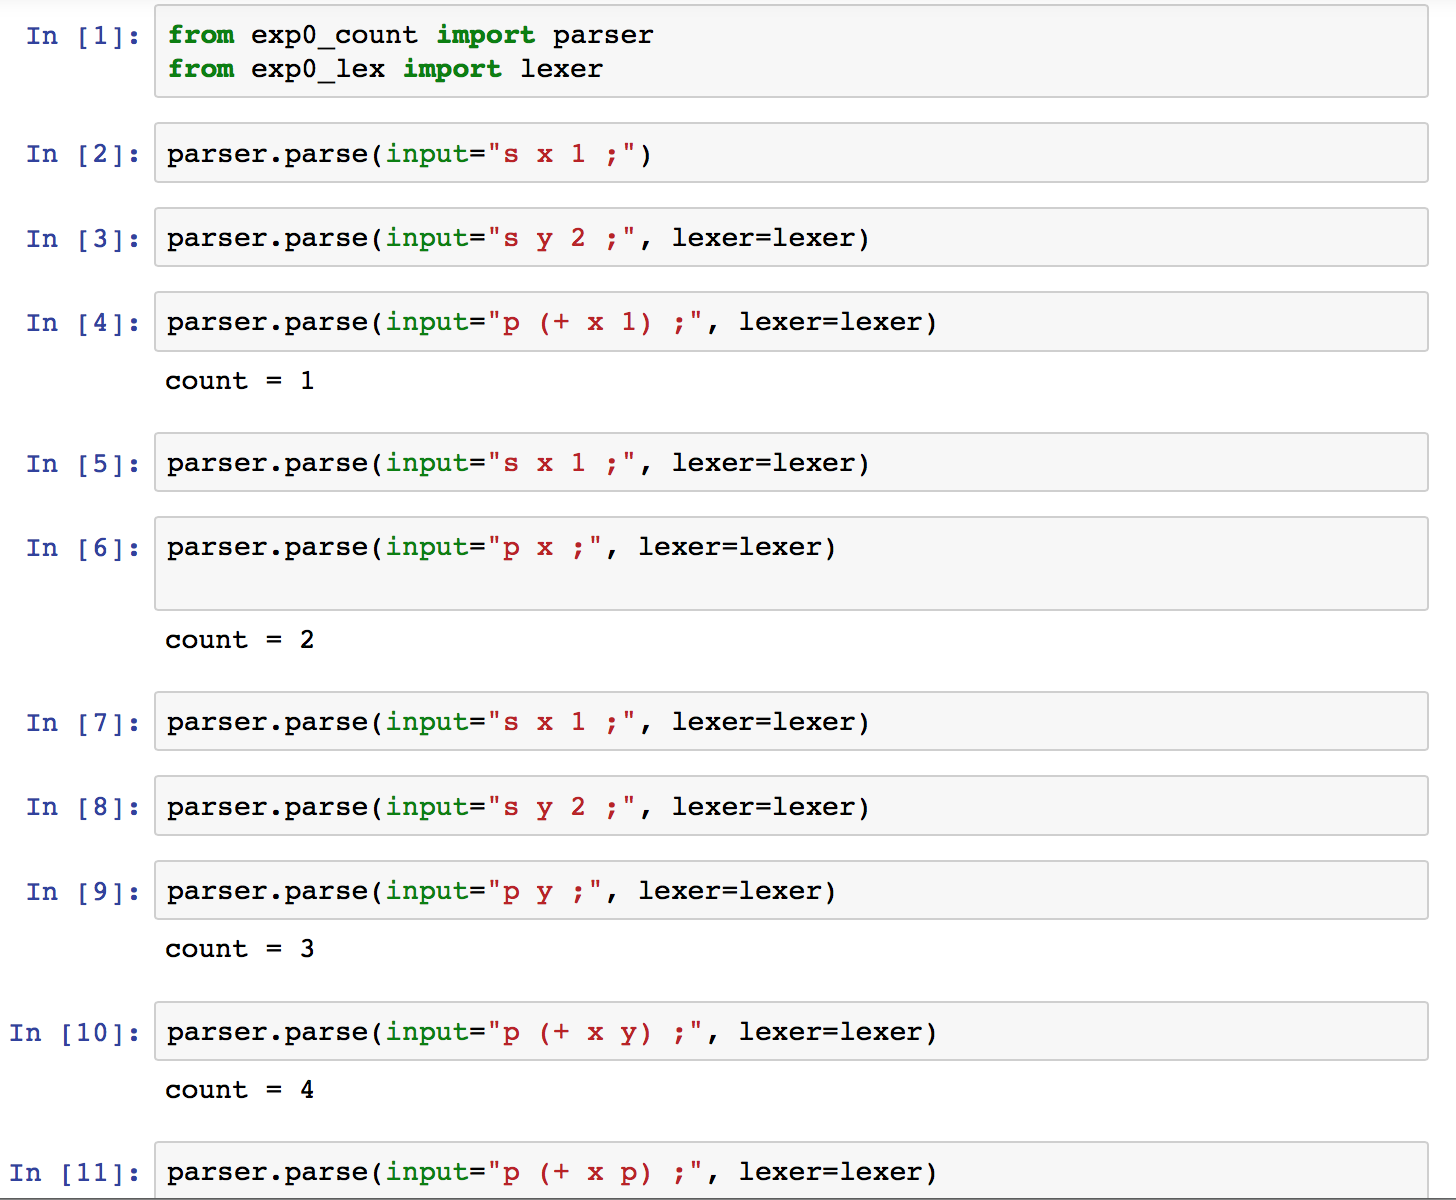 In [1]: from exp0_count import parser
from exp0_lex import lexer
In [2]: parser.parse(input="s x 1 ;")
In [3]: parser.parse(input="s y 2 ;", lexer=lexer)
In [4]: parser.parse(input="p (+ x 1) ;", lexer=lexer)
count = 1
In [5]: parser.parse(input="s x 1 ;", lexer=lexer)
In [6]: parser.parse(input="p x ;", lexer=lexer)
count = 2
In [7]: parser.parse(input="s x 1 ;", lexer=lexer)
In [8]: parser.parse(input="s y 2 ;", lexer=lexer)
In [9]: parser.parse(input="p y ;", lexer=lexer)
count = 3
In [10]: parser.parse(input="p (+ x y) ;", lexer=lexer)
count = 4
In [11]: parser.parse(input="p (+ x p) ;", lexer=lexer)